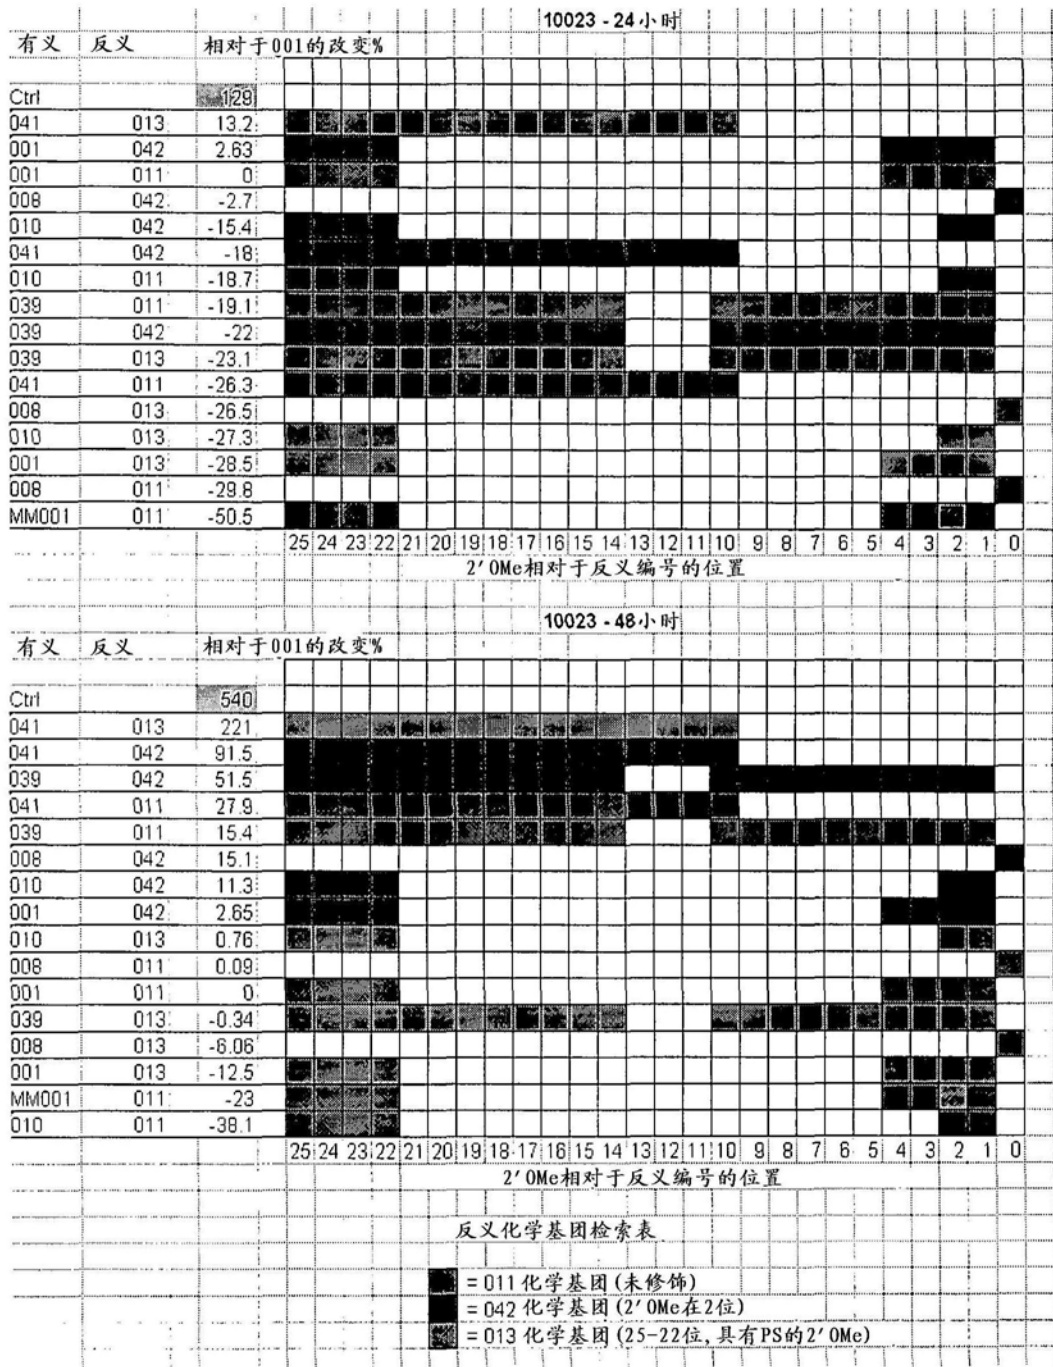 10023 - 24小时
有义 反义 相对于001的改变%
Ctrl 129
041 013 13.2
001 042 2.63
001 011 0
008 042 -2.7
010 042 -15.4
041 042 -18
010 011 -18.7
039 011 -19.1
039 042 -22
039 013 -23.1
041 011 -26.3
008 013 -26.5
010 013 -27.3
001 013 -28.5
008 011 -29.8
MM001 011 -50.5
25 24 23 22 21 20 19 18 17 16 15 14 13 12 11 10 9 8 7 6 5 4 3 2 1 0
2' OMe相对于反义编号的位置
10023 - 48小时
有义 反义 相对于001的改变%
Ctrl 540
041 013 221
041 042 91.5
039 042 51.5
041 011 27.9
039 011 15.4
008 042 15.1
010 042 11.3
001 042 2.65
010 013 0.76
008 011 0.09
001 011 0
039 013 -0.34
008 013 -6.06
001 013 -12.5
MM001 011 -23
010 011 -38.1
25 24 23 22 21 20 19 18 17 16 15 14 13 12 11 10 9 8 7 6 5 4 3 2 1 0
2' OMe相对于反义编号的位置
反义化学基团检索表
= 011 化学基团(未修饰)
= 042 化学基团(2' OMe在2位)
= 013 化学基团(25-22位,具有PS的2' OMe)